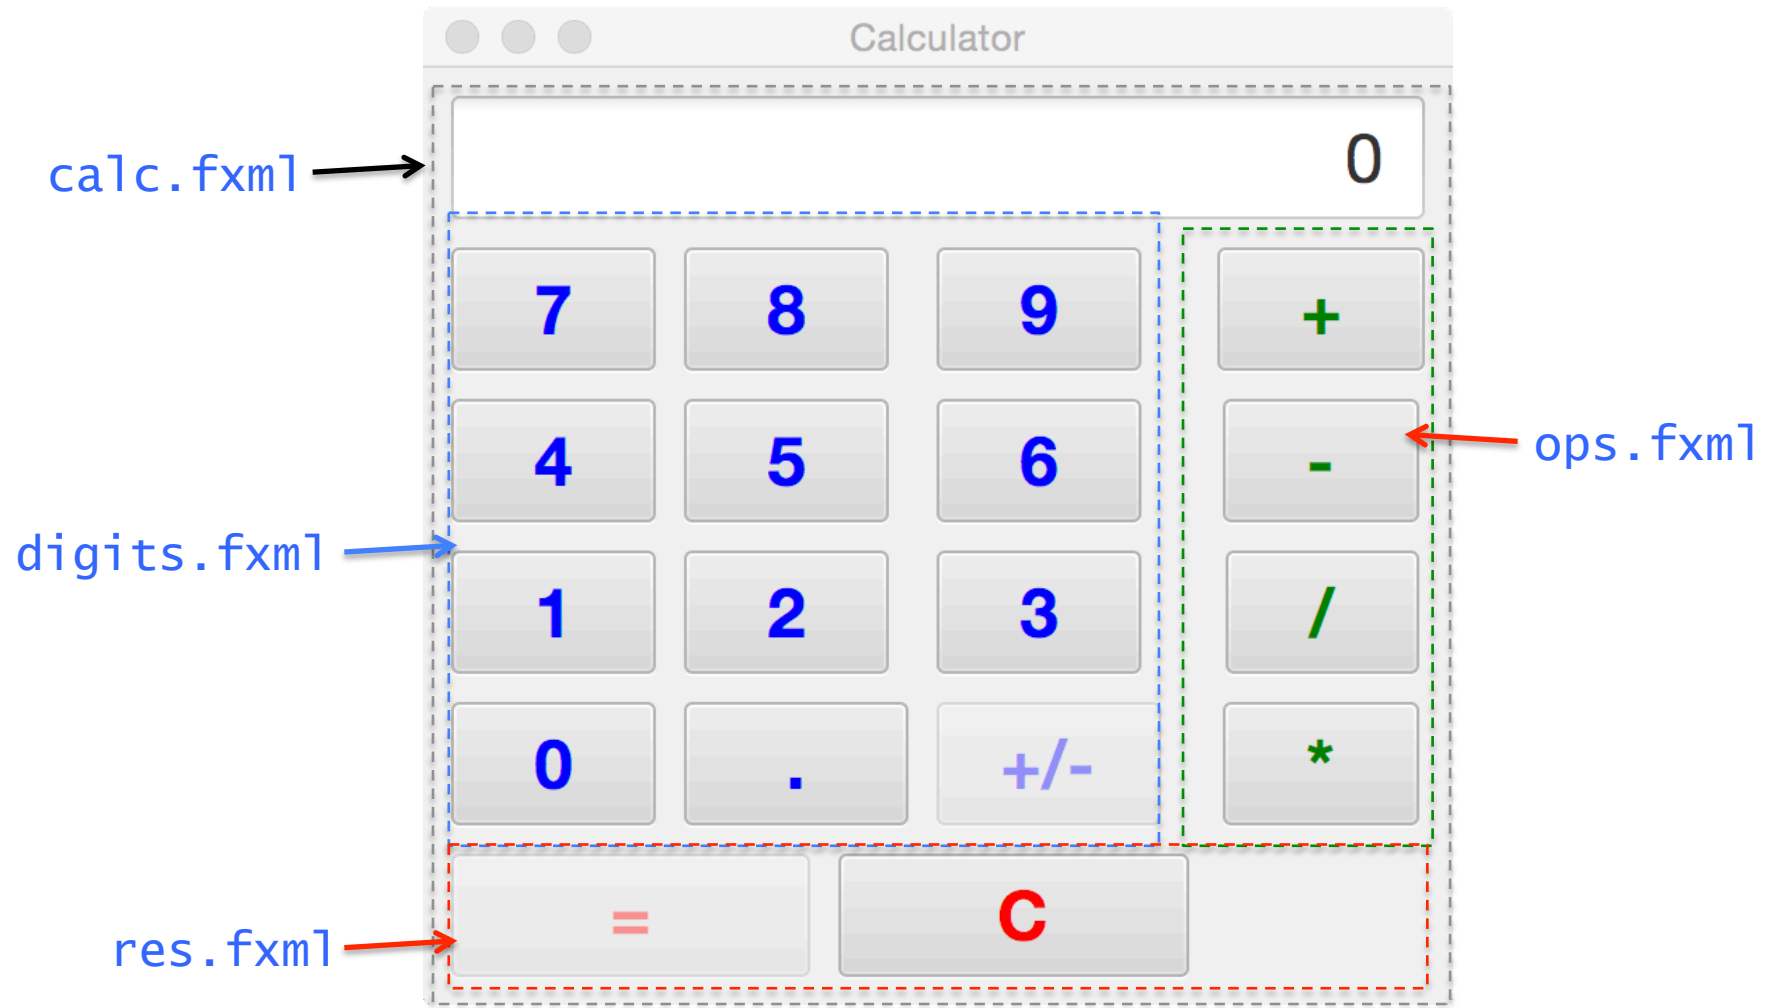 Calculator
0
calc.fxml
7 8 9 +
4 5 6 -
ops.fxml
digits.fxml
1 2 3 /
0 . +/- *
= C
res.fxml